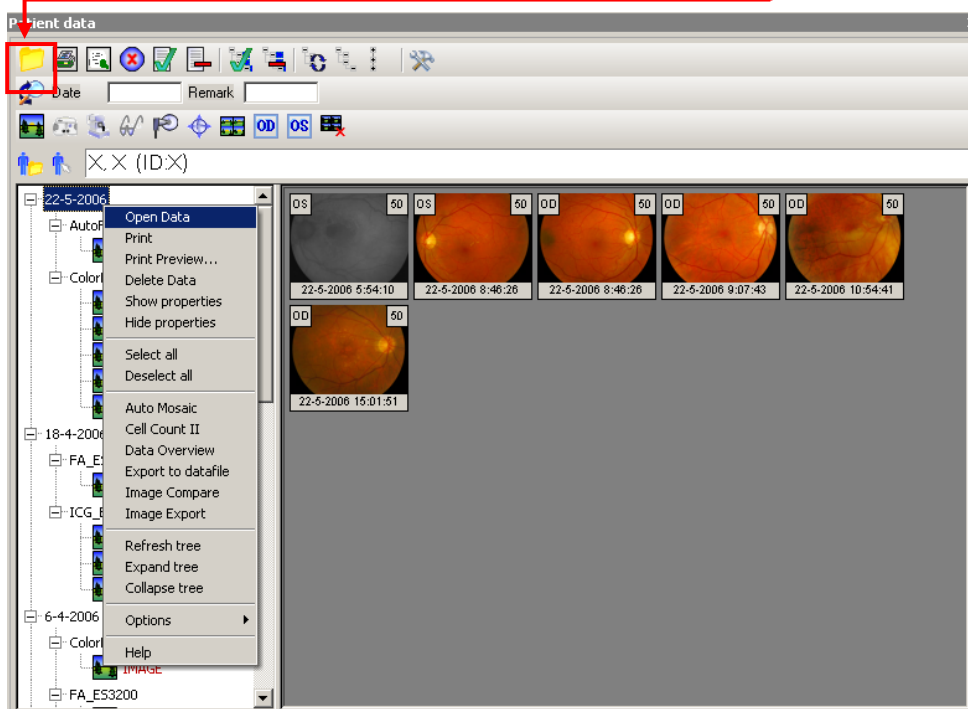 Patient data
Date
Remark
OD
OS
X, X (ID:X)
22-5-2006
AutoF
Colorl
18-4-2006
FA_ES
ICG_E
6-4-2006
Colorl
IMAGE
FA_ES3200
Open Data
Print
Print Preview...
Delete Data
Show properties
Hide properties
Select all
Deselect all
Auto Mosaic
Cell Count II
Data Overview
Export to datafile
Image Compare
Image Export
Refresh tree
Expand tree
Collapse tree
Options
Help
OS 50
22-5-2006 5:54:10
OS 50
22-5-2006 8:46:26
OD 50
22-5-2006 8:46:26
OD 50
22-5-2006 9:07:43
OD 50
22-5-2006 10:54:41
OD 50
22-5-2006 15:01:51